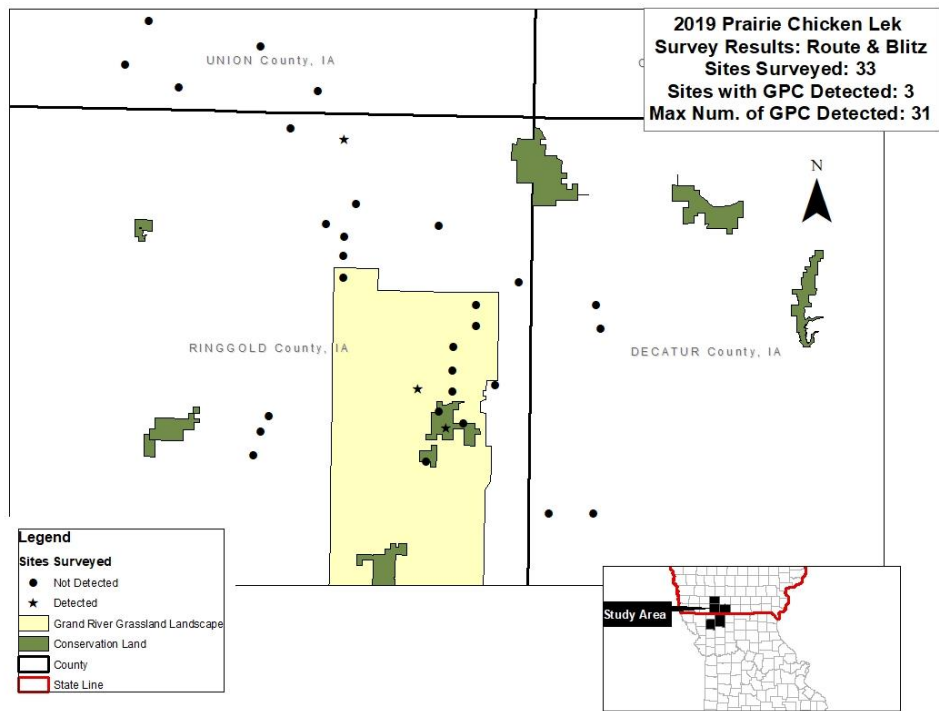 2019 Prairie Chicken Lek
Survey Results: Route & Blitz
Sites Surveyed: 33
Sites with GPC Detected: 3
Max Num. of GPC Detected: 31
UNION County, IA
N
RINGGOLD County, IA
DECATUR County, IA
Legend
Sites Surveyed
Not Detected
Detected
Grand River Grassland Landscape
Conservation Land
County
State Line
Study Area